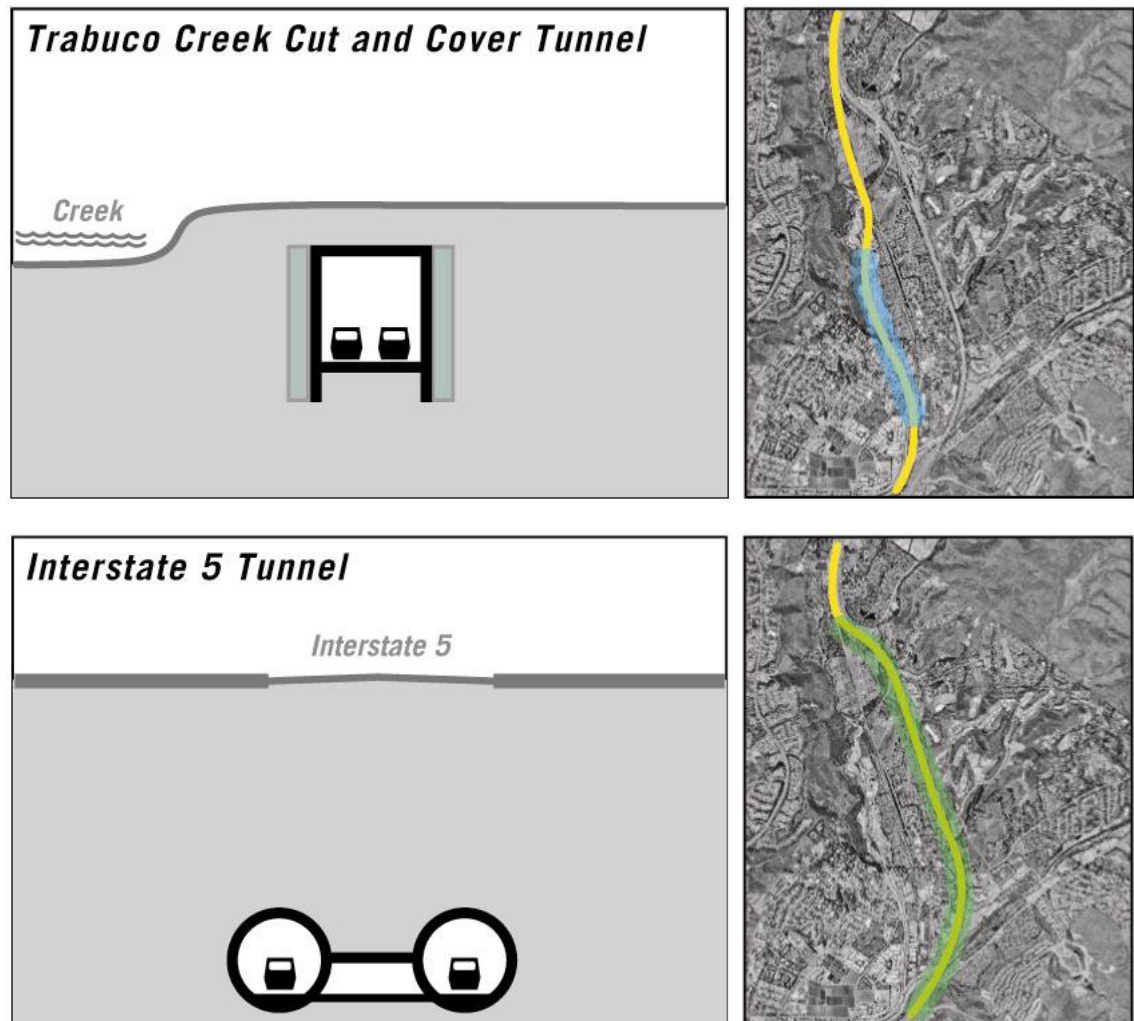 Trabuco Creek Cut and Cover Tunnel
Creek
Interstate 5 Tunnel
Interstate 5